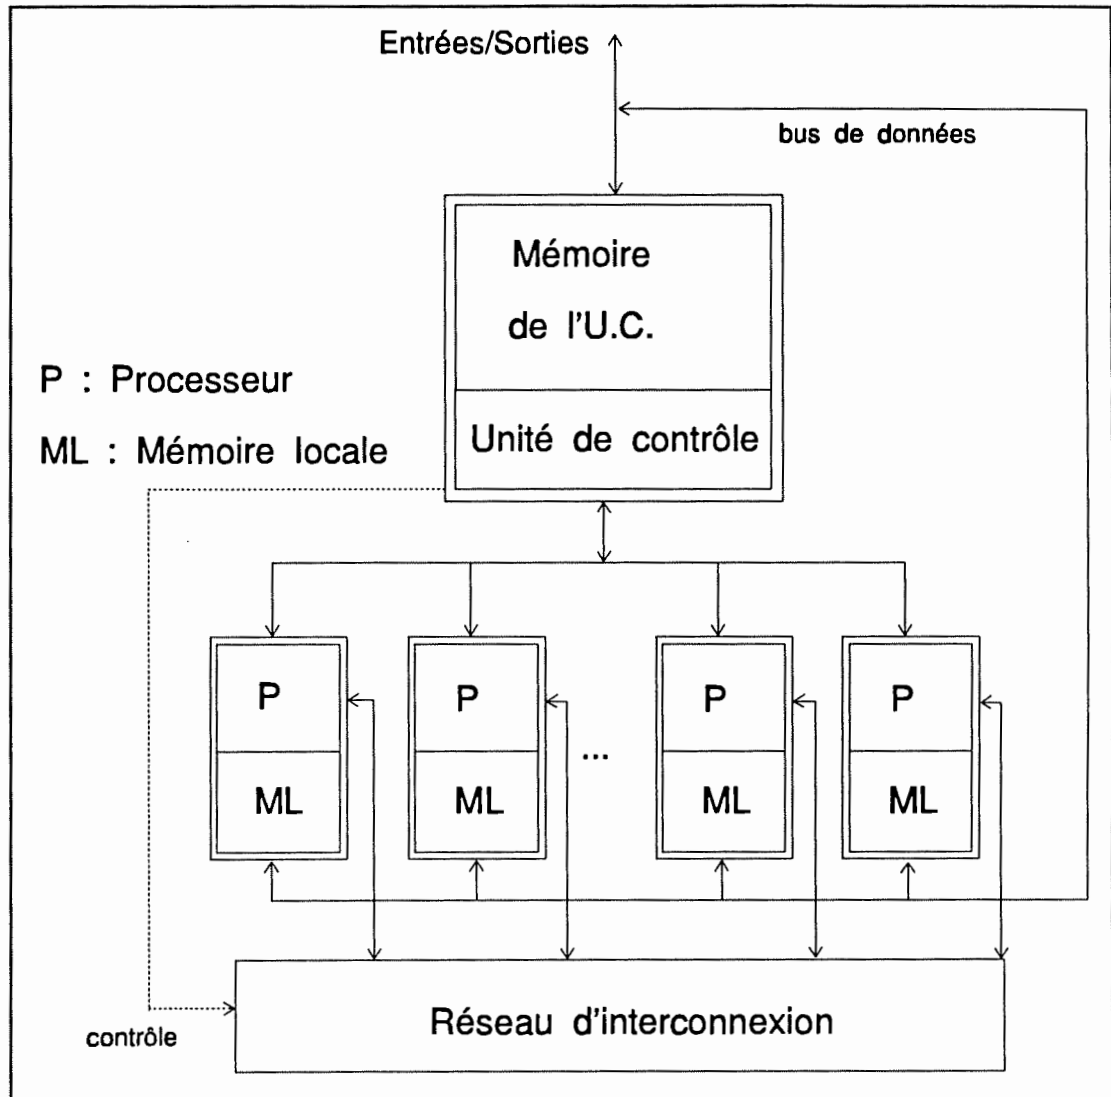 Entrées/Sorties
bus de données
Mémoire
de l'U.C.
P : Processeur
ML : Mémoire locale
Unité de contrôle
P
P
P
P
...
ML
ML
ML
ML
Réseau d'interconnexion
contrôle